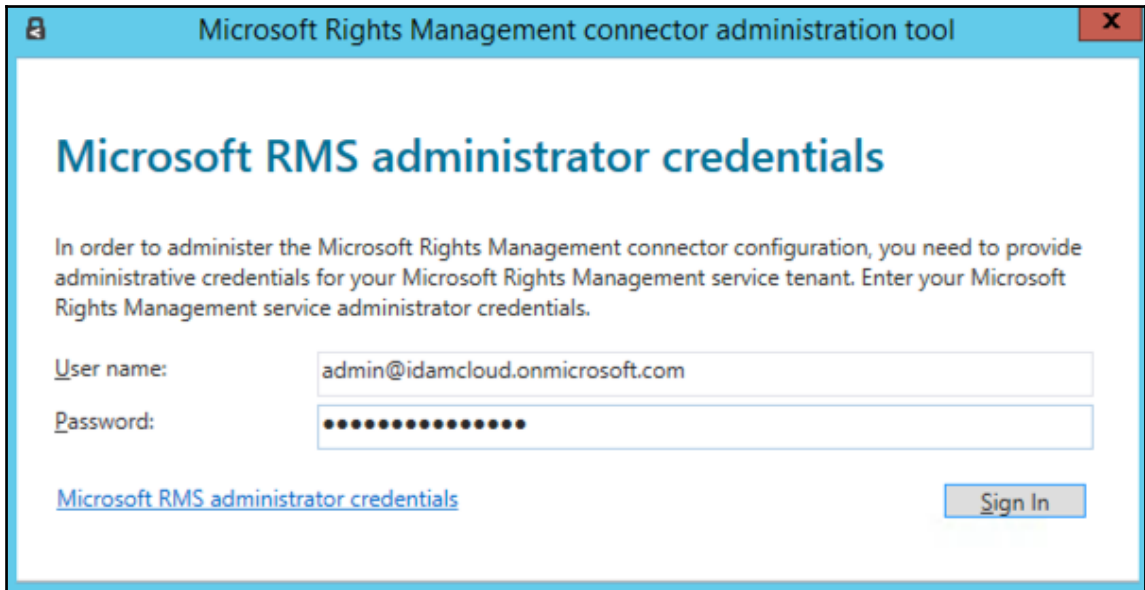 Microsoft Rights Management connector administration tool
x
Microsoft RMS administrator credentials
In order to administer the Microsoft Rights Management connector configuration, you need to provide
administrative credentials for your Microsoft Rights Management service tenant. Enter your Microsoft
Rights Management service administrator credentials.
User name: admin@idamcloud.onmicrosoft.com
Password: •••••••••••••••
Microsoft RMS administrator credentials Sign In